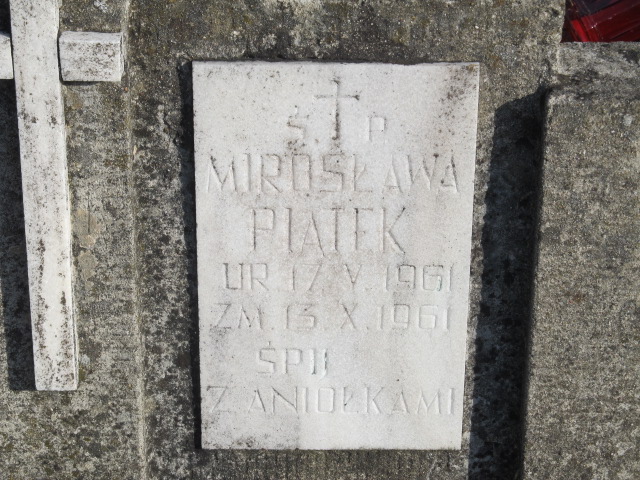 Ś P
MIROSŁAWA
PIĄTEK
UR 17.V.1961
ZM.13.X.1961
ŚPIJ
Z ANIOŁKAMI